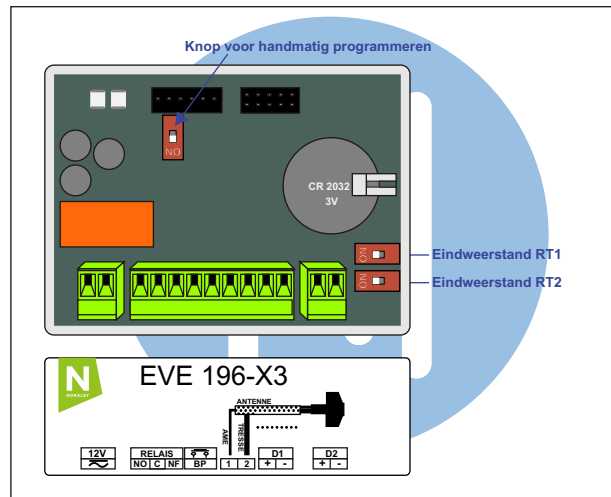 Knop voor handmatig programmeren
ON
CR 2032
3V
ON
Eindweerstand RT1
ON
Eindweerstand RT2
N
NORALSY
EVE 196-X3
ANTENNE
AME
TRESSE
12V
RELAIS
NO C NF
BP
1 2
D1
+ -
D2
+ -